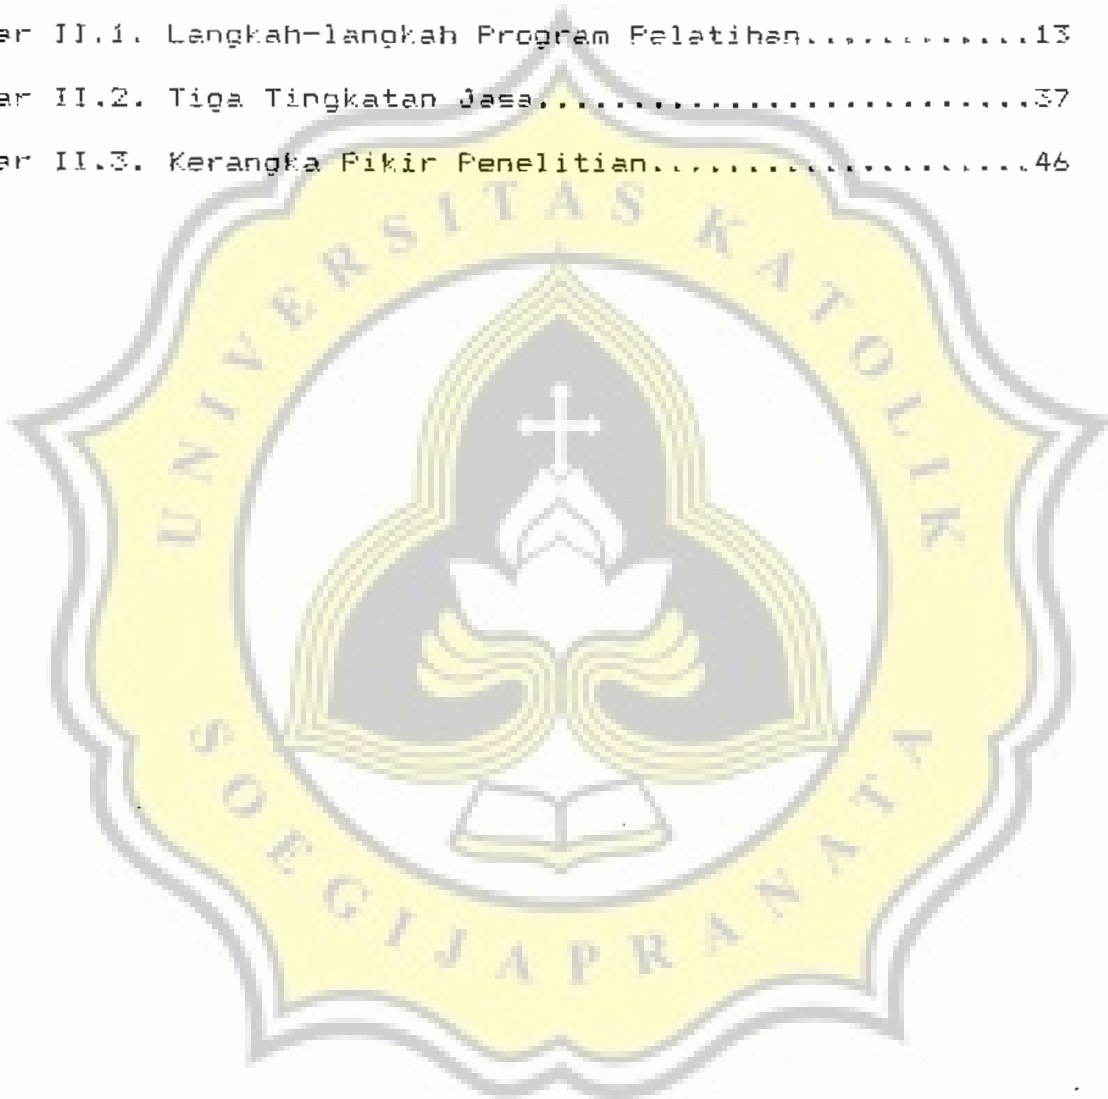 ar II.1. Langkah-langkah Program Pelatihan............13
ar II.2. Tiga Tingkatan Jasa..........................37
ar II.3. Kerangka Pikir Penelitian....................46
UNIVERSITAS KATOLIK
SOEGIJAPRANATA